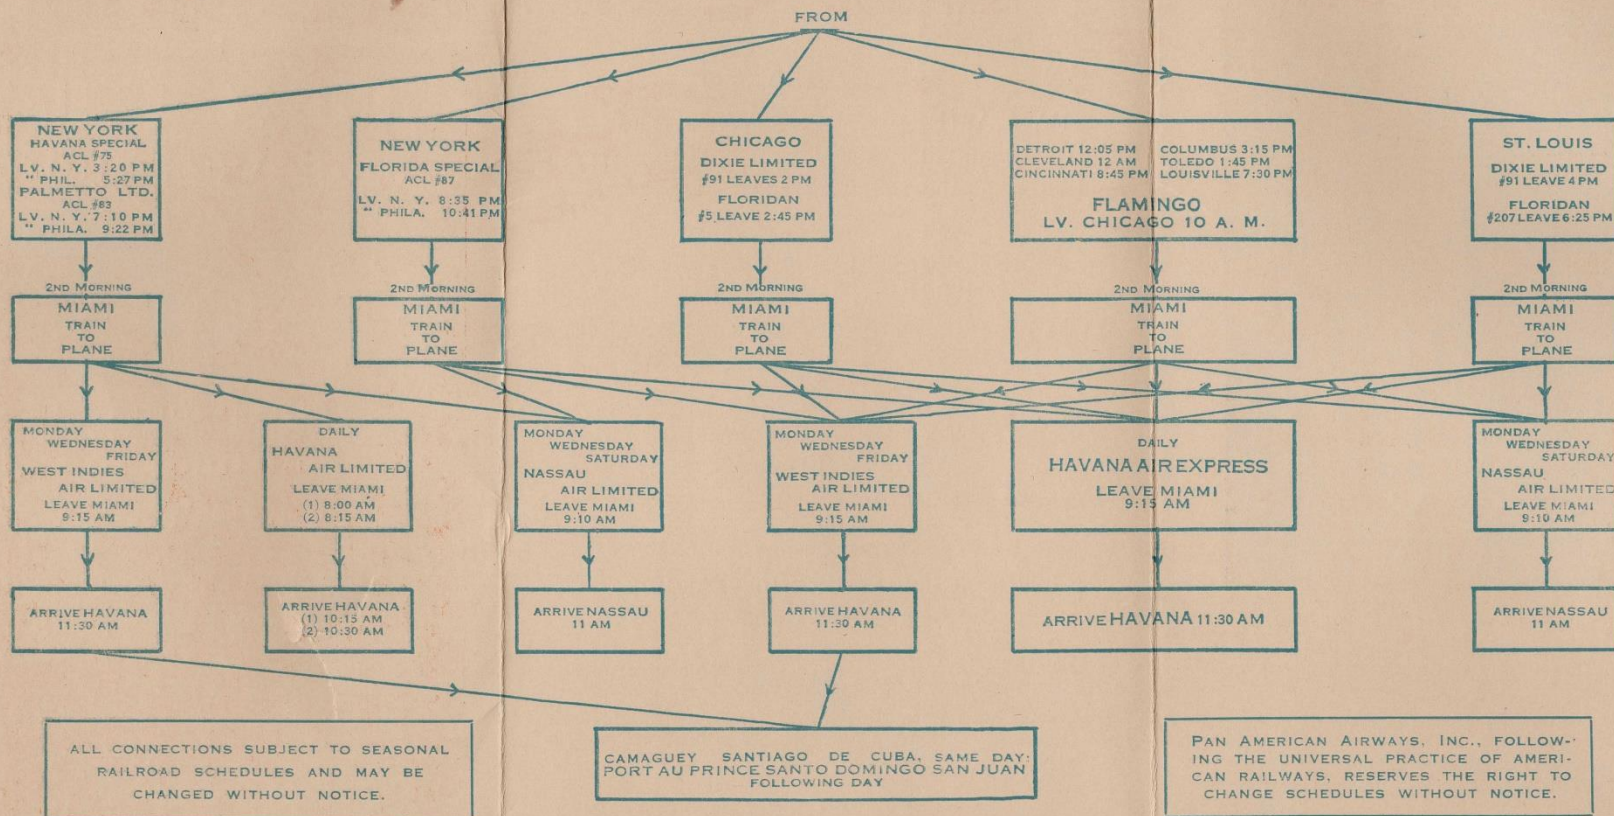 FROM
NEW YORK
HAVANA SPECIAL
ACL #75
LV. N. Y. 3:20 PM
" PHIL. 5:27 PM
PALMETTO LTD.
ACL #83
LV. N. Y. 7:10 PM
" PHILA. 9:22 PM
NEW YORK
FLORIDA SPECIAL
ACL #87
LV. N. Y. 8:35 PM
" PHILA. 10:41 PM
CHICAGO
DIXIE LIMITED
#91 LEAVES 2 PM
FLORIDAN
#5 LEAVE 2:45 PM
DETROIT 12:05 PM COLUMBUS 3:15 PM
CLEVELAND 12 AM TOLEDO 1:45 PM
CINCINNATI 8:45 PM LOUISVILLE 7:30 PM
FLAMINGO
LV. CHICAGO 10 A. M.
ST. LOUIS
DIXIE LIMITED
#91 LEAVE 4 PM
FLORIDAN
#207 LEAVE 6:25 PM
2ND MORNING
MIAMI
TRAIN
TO
PLANE
2ND MORNING
MIAMI
TRAIN
TO
PLANE
2ND MORNING
MIAMI
TRAIN
TO
PLANE
2ND MORNING
MIAMI
TRAIN
TO
PLANE
2ND MORNING
MIAMI
TRAIN
TO
PLANE
MONDAY
WEDNESDAY
FRIDAY
WEST INDIES
AIR LIMITED
LEAVE MIAMI
9:15 AM
DAILY
HAVANA
AIR LIMITED
LEAVE MIAMI
(1) 8:00 AM
(2) 8:15 AM
MONDAY
WEDNESDAY
SATURDAY
NASSAU
AIR LIMITED
LEAVE MIAMI
9:10 AM
MONDAY
WEDNESDAY
FRIDAY
WEST INDIES
AIR LIMITED
LEAVE MIAMI
9:15 AM
DAILY
HAVANA AIR EXPRESS
LEAVE MIAMI
9:15 AM
MONDAY
WEDNESDAY
SATURDAY
NASSAU
AIR LIMITED
LEAVE MIAMI
9:10 AM
ARRIVE HAVANA
11:30 AM
ARRIVE HAVANA
(1) 10:15 AM
(2) 10:30 AM
ARRIVE NASSAU
11 AM
ARRIVE HAVANA
11:30 AM
ARRIVE HAVANA 11:30 AM
ARRIVE NASSAU
11 AM
ALL CONNECTIONS SUBJECT TO SEASONAL
RAILROAD SCHEDULES AND MAY BE
CHANGED WITHOUT NOTICE.
CAMAGUEY SANTIAGO DE CUBA, SAME DAY:
PORT AU PRINCE SANTO DOMINGO SAN JUAN
FOLLOWING DAY
PAN AMERICAN AIRWAYS, INC., FOLLOW-
ING THE UNIVERSAL PRACTICE OF AMERI-
CAN RAILWAYS, RESERVES THE RIGHT TO
CHANGE SCHEDULES WITHOUT NOTICE.